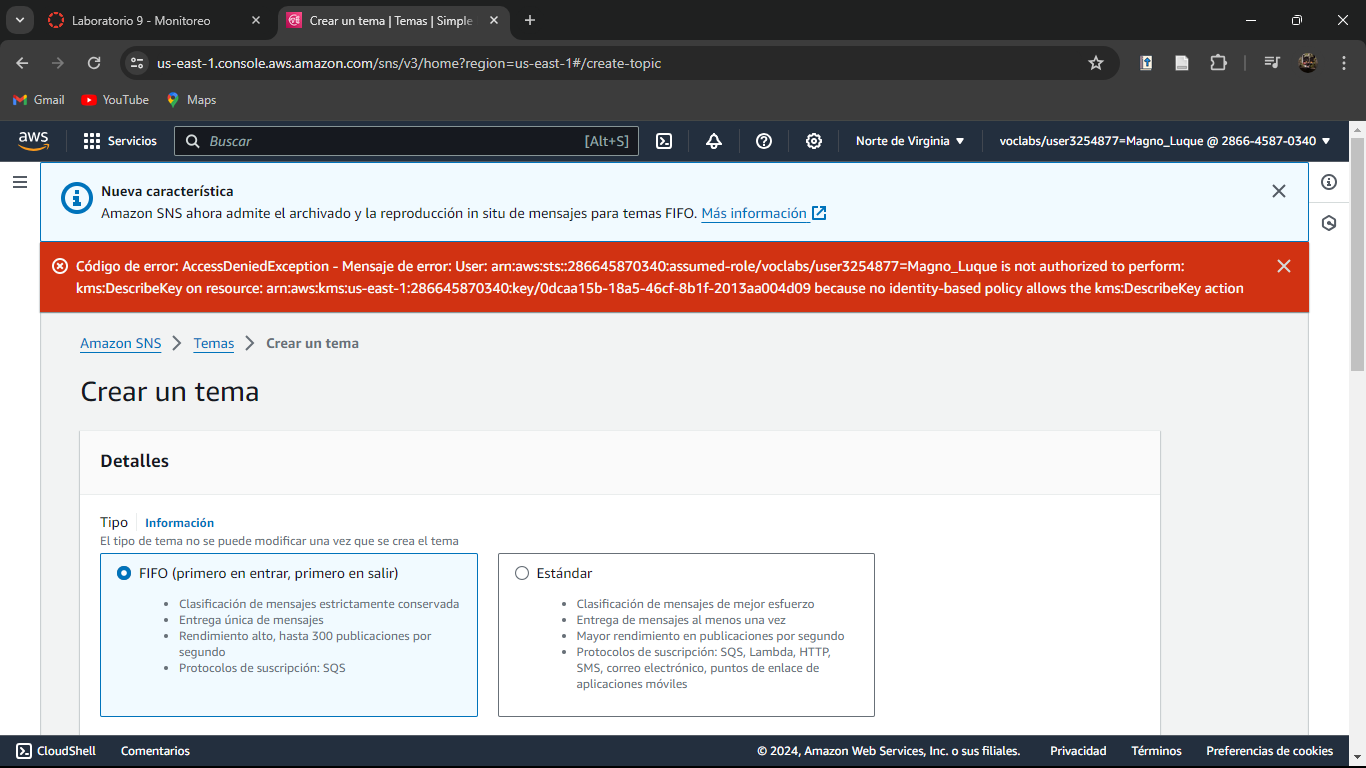 Laboratorio 9 - Monitoreo
Crear un tema | Temas | Simple
us-east-1.console.aws.amazon.com/sns/v3/home?region=us-east-1#/create-topic
Gmail
YouTube
Maps
aws
Servicios
Buscar
[Alt+S]
Norte de Virginia
voclabs/user3254877=Magno_Luque @ 2866-4587-0340
Nueva característica
Amazon SNS ahora admite el archivado y la reproducción in situ de mensajes para temas FIFO. Más información
Código de error: AccessDeniedException - Mensaje de error: User: arn:aws:sts::286645870340:assumed-role/voclabs/user3254877=Magno_Luque is not authorized to perform:
kms:DescribeKey on resource: arn:aws:kms:us-east-1:286645870340:key/0dcaa15b-18a5-46cf-8b1f-2013aa004d09 because no identity-based policy allows the kms:DescribeKey action
Amazon SNS
Temas
Crear un tema
Crear un tema
Detalles
Tipo
Información
El tipo de tema no se puede modificar una vez que se crea el tema
FIFO (primero en entrar, primero en salir)
• Clasificación de mensajes estrictamente conservada
• Entrega única de mensajes
• Rendimiento alto, hasta 300 publicaciones por
segundo
• Protocolos de suscripción: SQS
Estándar
• Clasificación de mensajes de mejor esfuerzo
• Entrega de mensajes al menos una vez
• Mayor rendimiento en publicaciones por segundo
• Protocolos de suscripción: SQS, Lambda, HTTP,
SMS, correo electrónico, puntos de enlace de
aplicaciones móviles
CloudShell
Comentarios
© 2024, Amazon Web Services, Inc. o sus filiales.
Privacidad
Términos
Preferencias de cookies